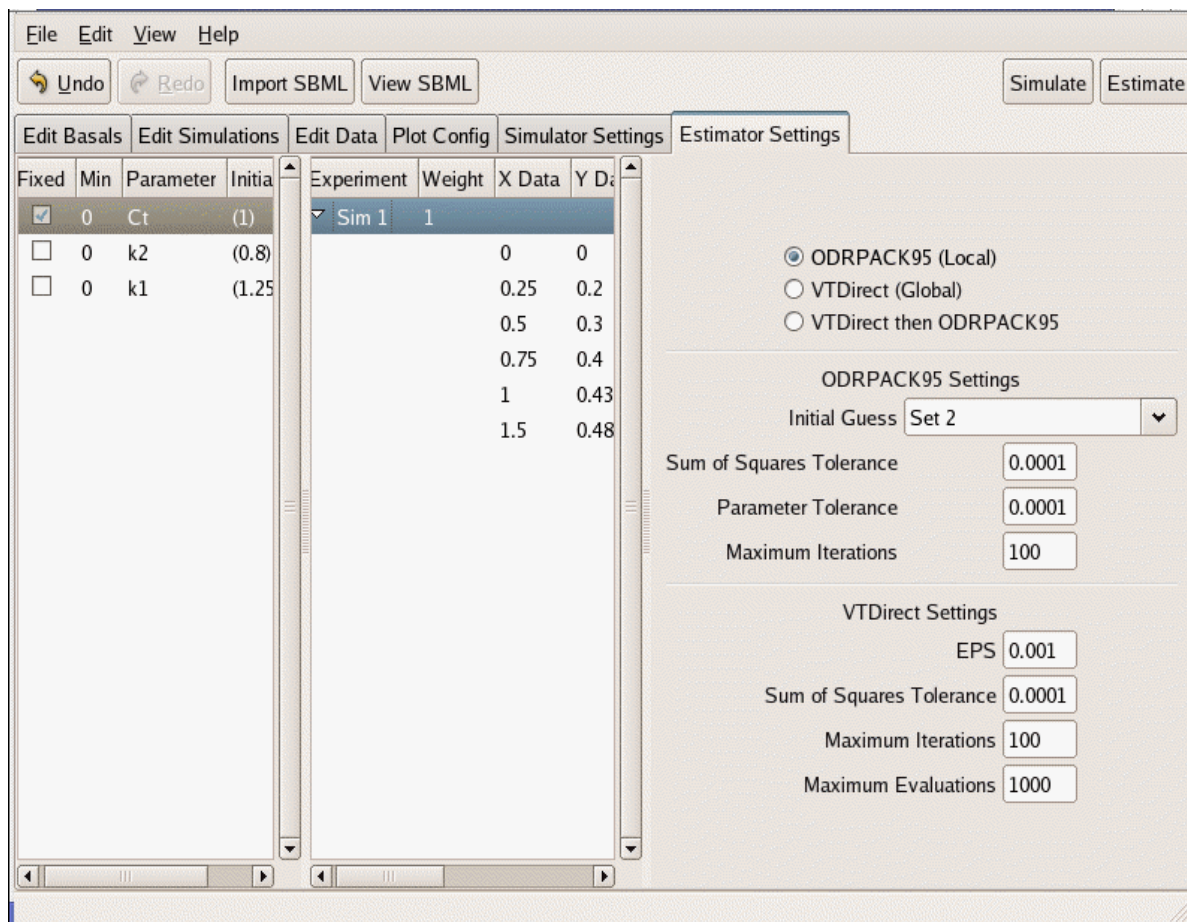 File Edit View Help
Undo Redo Import SBML View SBML Simulate Estimate
Edit Basals Edit Simulations Edit Data Plot Config Simulator Settings Estimator Settings
Fixed Min Parameter Initia Experiment Weight X Data Y Da
0 Ct (1) Sim 1 1
0 k2 (0.8) 0 0
0 k1 (1.25 0.25 0.2
0.5 0.3
0.75 0.4
1 0.43
1.5 0.48
ODRPACK95 (Local)
VTDirect (Global)
VTDirect then ODRPACK95
ODRPACK95 Settings
Initial Guess Set 2
Sum of Squares Tolerance 0.0001
Parameter Tolerance 0.0001
Maximum Iterations 100
VTDirect Settings
EPS 0.001
Sum of Squares Tolerance 0.0001
Maximum Iterations 100
Maximum Evaluations 1000